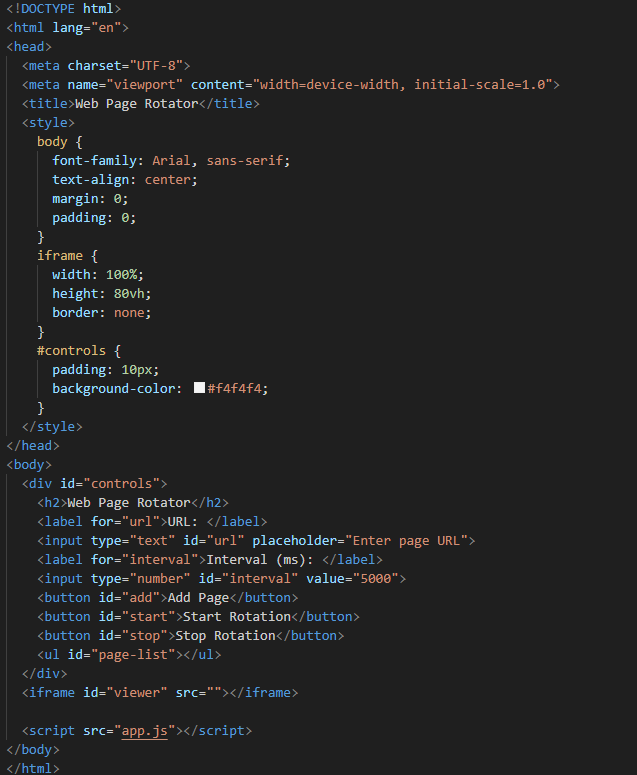 <!DOCTYPE html>
<html lang="en">
<head>
  <meta charset="UTF-8">
  <meta name="viewport" content="width=device-width, initial-scale=1.0">
  <title>Web Page Rotator</title>
  <style>
    body {
      font-family: Arial, sans-serif;
      text-align: center;
      margin: 0;
      padding: 0;
    }
    iframe {
      width: 100%;
      height: 80vh;
      border: none;
    }
    #controls {
      padding: 10px;
      background-color: #f4f4f4;
    }
  </style>
</head>
<body>
  <div id="controls">
    <h2>Web Page Rotator</h2>
    <label for="url">URL: </label>
    <input type="text" id="url" placeholder="Enter page URL">
    <label for="interval">Interval (ms): </label>
    <input type="number" id="interval" value="5000">
    <button id="add">Add Page</button>
    <button id="start">Start Rotation</button>
    <button id="stop">Stop Rotation</button>
    <ul id="page-list"></ul>
  </div>
  <iframe id="viewer" src=""></iframe>

  <script src="app.js"></script>
</body>
</html>